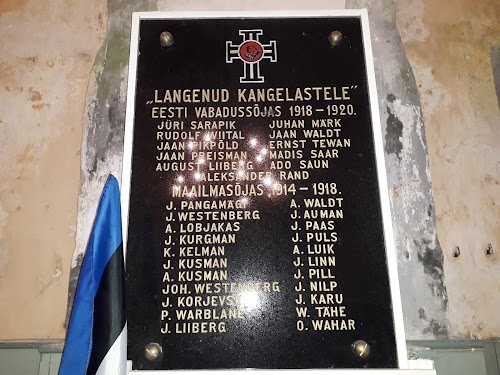 „LANGENUD KANGELASTELE"
EESTI VABADUSSÕJAS 1918 – 1920.
JÜRI SARAPIK JUHAN MÄRK
RUDOLF WIITAL JAAN WALDT
JAAN PIKPÕLD ERNST TEWAN
JAAN PREISMAN MADIS SAAR
AUGUST LIIBERG ADO SAUN
ALEKSANDER RAND
MAAILMASÕJAS 1914 – 1918.
J. PANGAMÄGI A. WALDT
J. WESTENBERG J. AUMAN
A. LOBJAKAS J. PAAS
J. KURGMAN J. PULS
K. KELMAN A. LUIK
J. KUSMAN J. LINN
A. KUSMAN J. PILL
JOH. WESTENBERG J. NILP
J. KORJEVSKI J. KARU
P. WARBLANE W. TÄHE
J. LIIBERG O. WAHAR